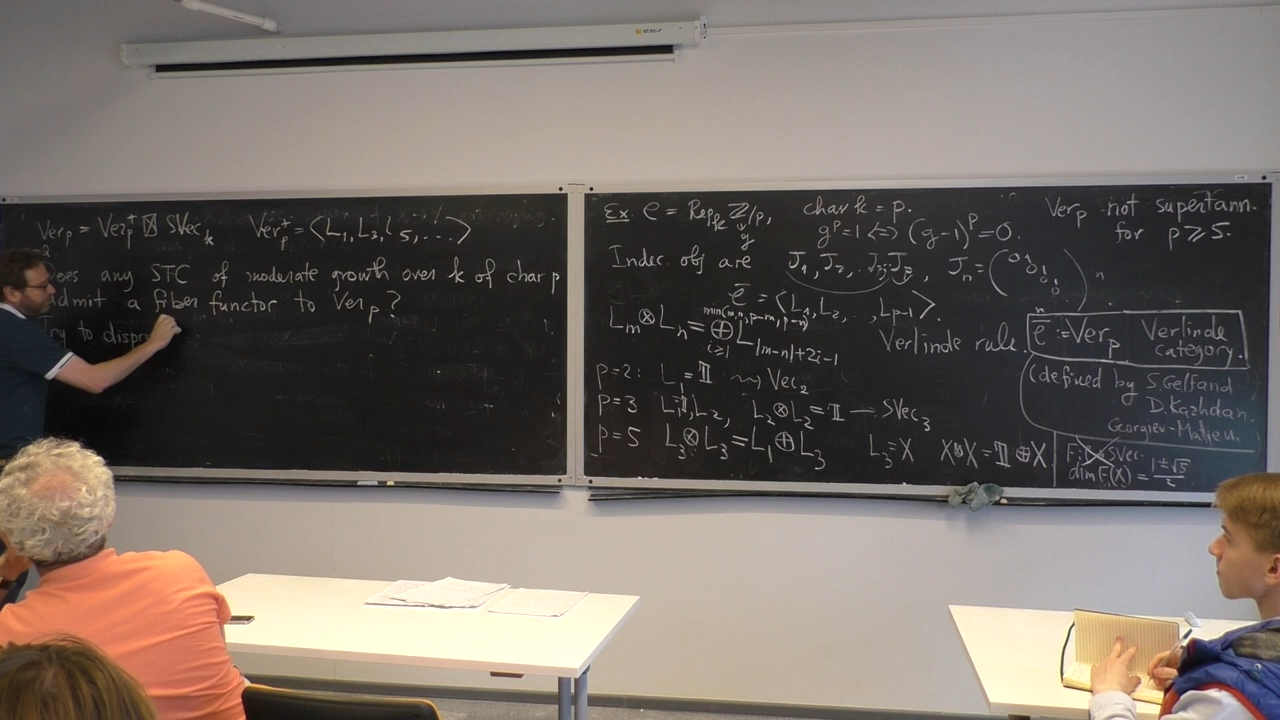 Ver_p = Ver_p^+ ⊠ SVec_k   Ver_p^+ = ⟨L_1, L_3, L_5, ...⟩
any STC of moderate growth over k of char p
admit a fiber functor to Ver_p?
Try to dispr
Ex. C = Rep_k Z/p, char k = p.
g
g^p = 1 ⟺ (g-1)^p = 0.
Indec. obj are J_1, J_2, ..., J_p, J_n = n
C̄ = ⟨L_1, L_2, ..., L_{p-1}⟩.
L_m ⊗ L_n = ⊕_{i≥1}^{min(m,n,p-m,p-n)} L_{|m-n|+2i-1}
Verlinde rule.
p=2: L_1 = 𝟙 ⇝ Vec_2
p=3 L_1=𝟙, L_2, L_2 ⊗ L_2 = 𝟙 — SVec_3
p=5 L_3 ⊗ L_3 = L_1 ⊕ L_3   L_3 = X   X ⊗ X = 𝟙 ⊕ X
Ver_p not supertann.
for p ≥ 5.
C̄ := Ver_p Verlinde
category.
(defined by S. Gelfand
D. Kazhdan.
Georgiev-Mathieu)
F: C → SVec.
dim F(X) = (1±√5)/2